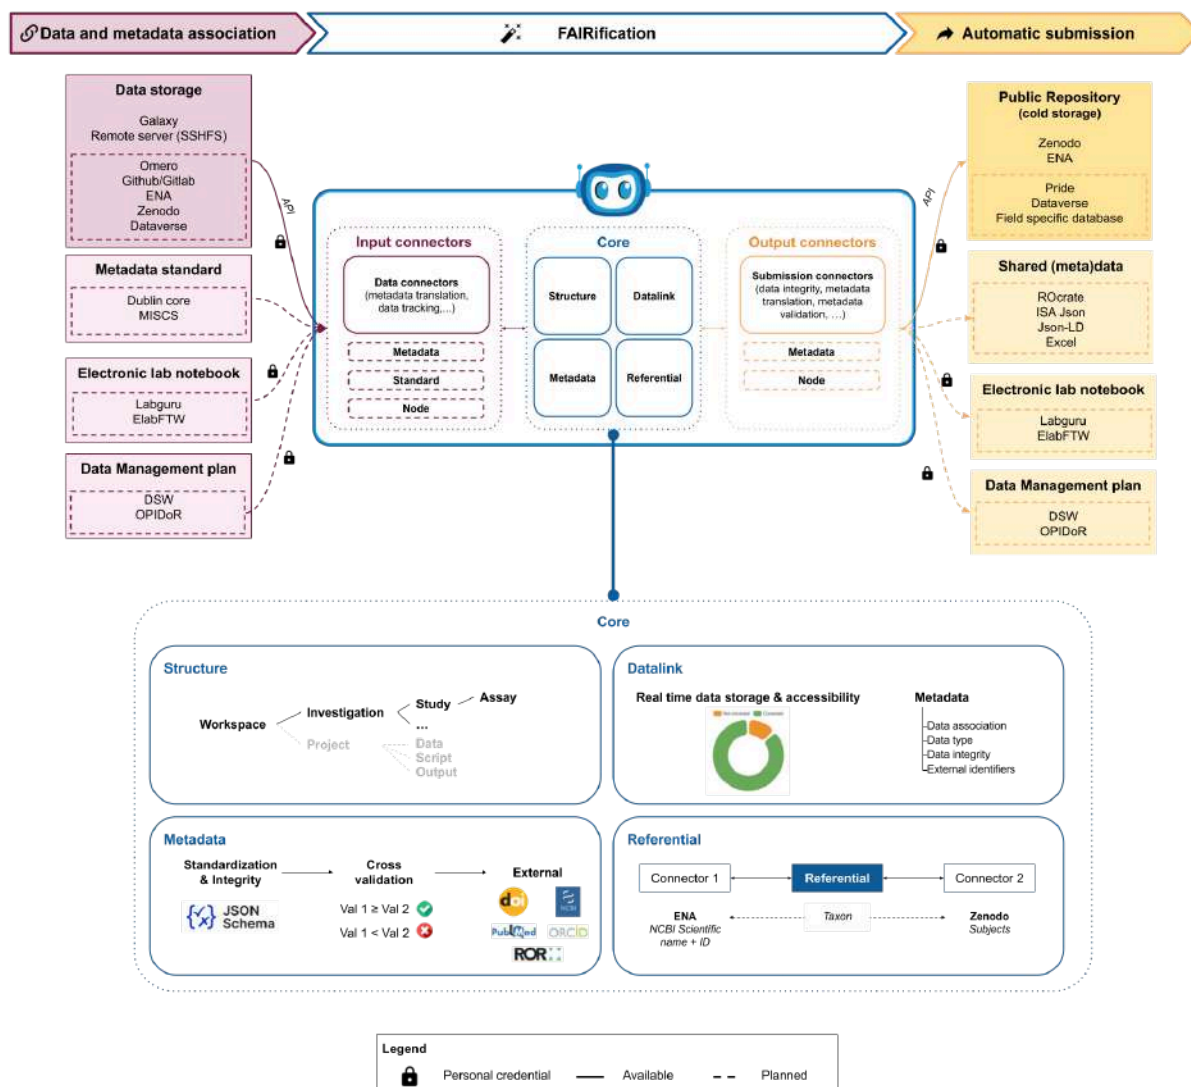 Data and metadata association
FAIRification
Automatic submission
Data storage
Galaxy
Remote server (SSHFS)
Omero
Github/Gitlab
ENA
Zenodo
Dataverse
Metadata standard
Dublin core
MISCS
Electronic lab notebook
Labguru
ElabFTW
Data Management plan
DSW
OPIDoR
API
Input connectors
Data connectors
(metadata translation,
data tracking,...)
Metadata
Standard
Node
Core
Structure
Datalink
Metadata
Referential
Output connectors
Submission connectors
(data integrity, metadata
translation, metadata
validation, ...)
Metadata
Node
API
Public Repository
(cold storage)
Zenodo
ENA
Pride
Dataverse
Field specific database
Shared (meta)data
ROcrate
ISA Json
Json-LD
Excel
Electronic lab notebook
Labguru
ElabFTW
Data Management plan
DSW
OPIDoR
Core
Structure
Workspace
Investigation
Study
Assay
...
Project
Data
Script
Output
Datalink
Real time data storage & accessibility
Metadata
Data association
Data type
Data integrity
External identifiers
Metadata
Standardization
& Integrity
JSON
Schema
Cross
validation
Val 1 ≥ Val 2
Val 1 < Val 2
External
doi
NCBI
PubMed
ORCID
ROR
Referential
Connector 1
Referential
Connector 2
ENA
NCBI Scientific
name + ID
Taxon
Zenodo
Subjects
Legend
Personal credential
Available
Planned